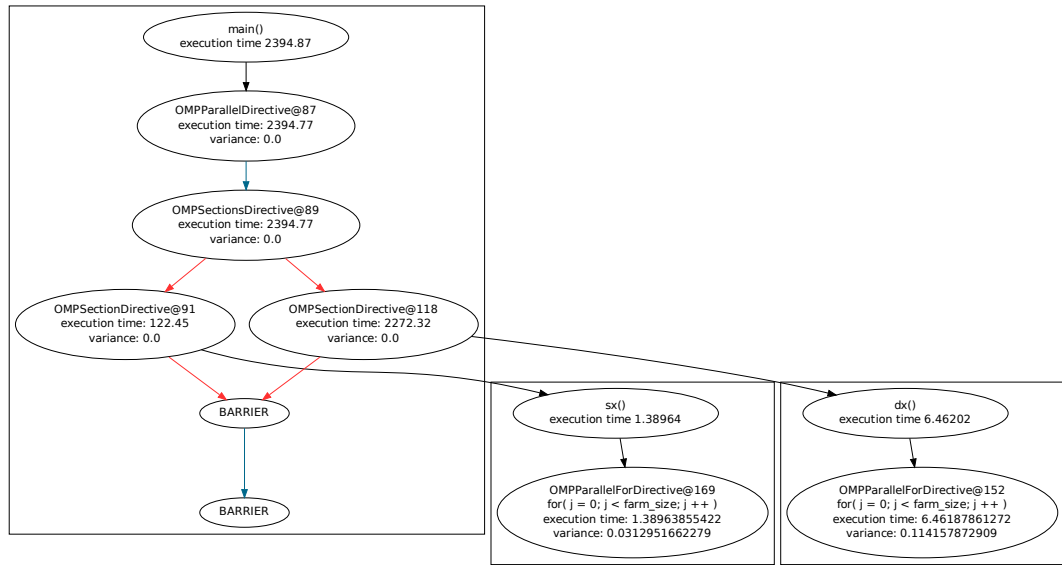 main()
execution time 2394.87
OMPParallelDirective@87
execution time: 2394.77
variance: 0.0
OMPSectionsDirective@89
execution time: 2394.77
variance: 0.0
OMPSectionDirective@91
execution time: 122.45
variance: 0.0
OMPSectionDirective@118
execution time: 2272.32
variance: 0.0
BARRIER
BARRIER
sx()
execution time 1.38964
OMPParallelForDirective@169
for( j = 0; j < farm_size; j ++ )
execution time: 1.38963855422
variance: 0.0312951662279
dx()
execution time 6.46202
OMPParallelForDirective@152
for( j = 0; j < farm_size; j ++ )
execution time: 6.46187861272
variance: 0.114157872909